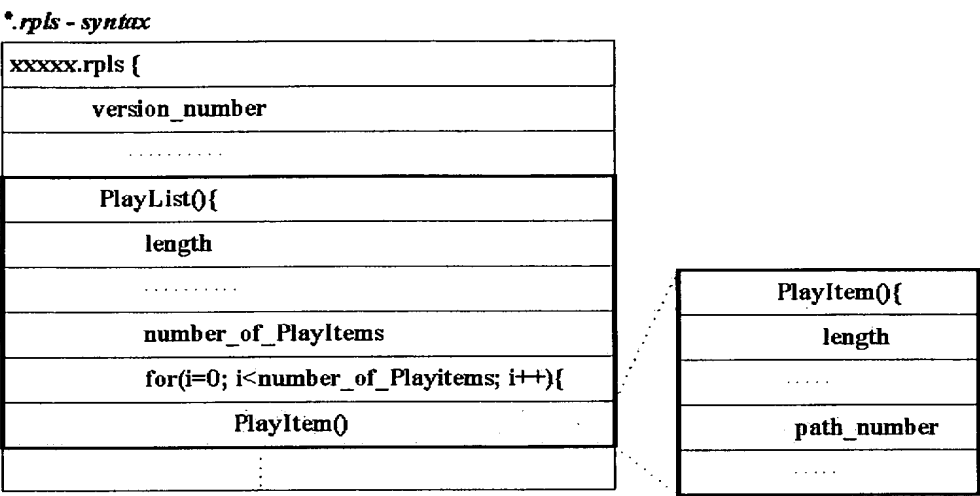 *.rpls - syntax
xxxxx.rpls {
version_number
..........
PlayList(){
length
..........
number_of_PlayItems
for(i=0; i<number_of_Playitems; i++){
PlayItem()
PlayItem(){
length
.....
path_number
.....